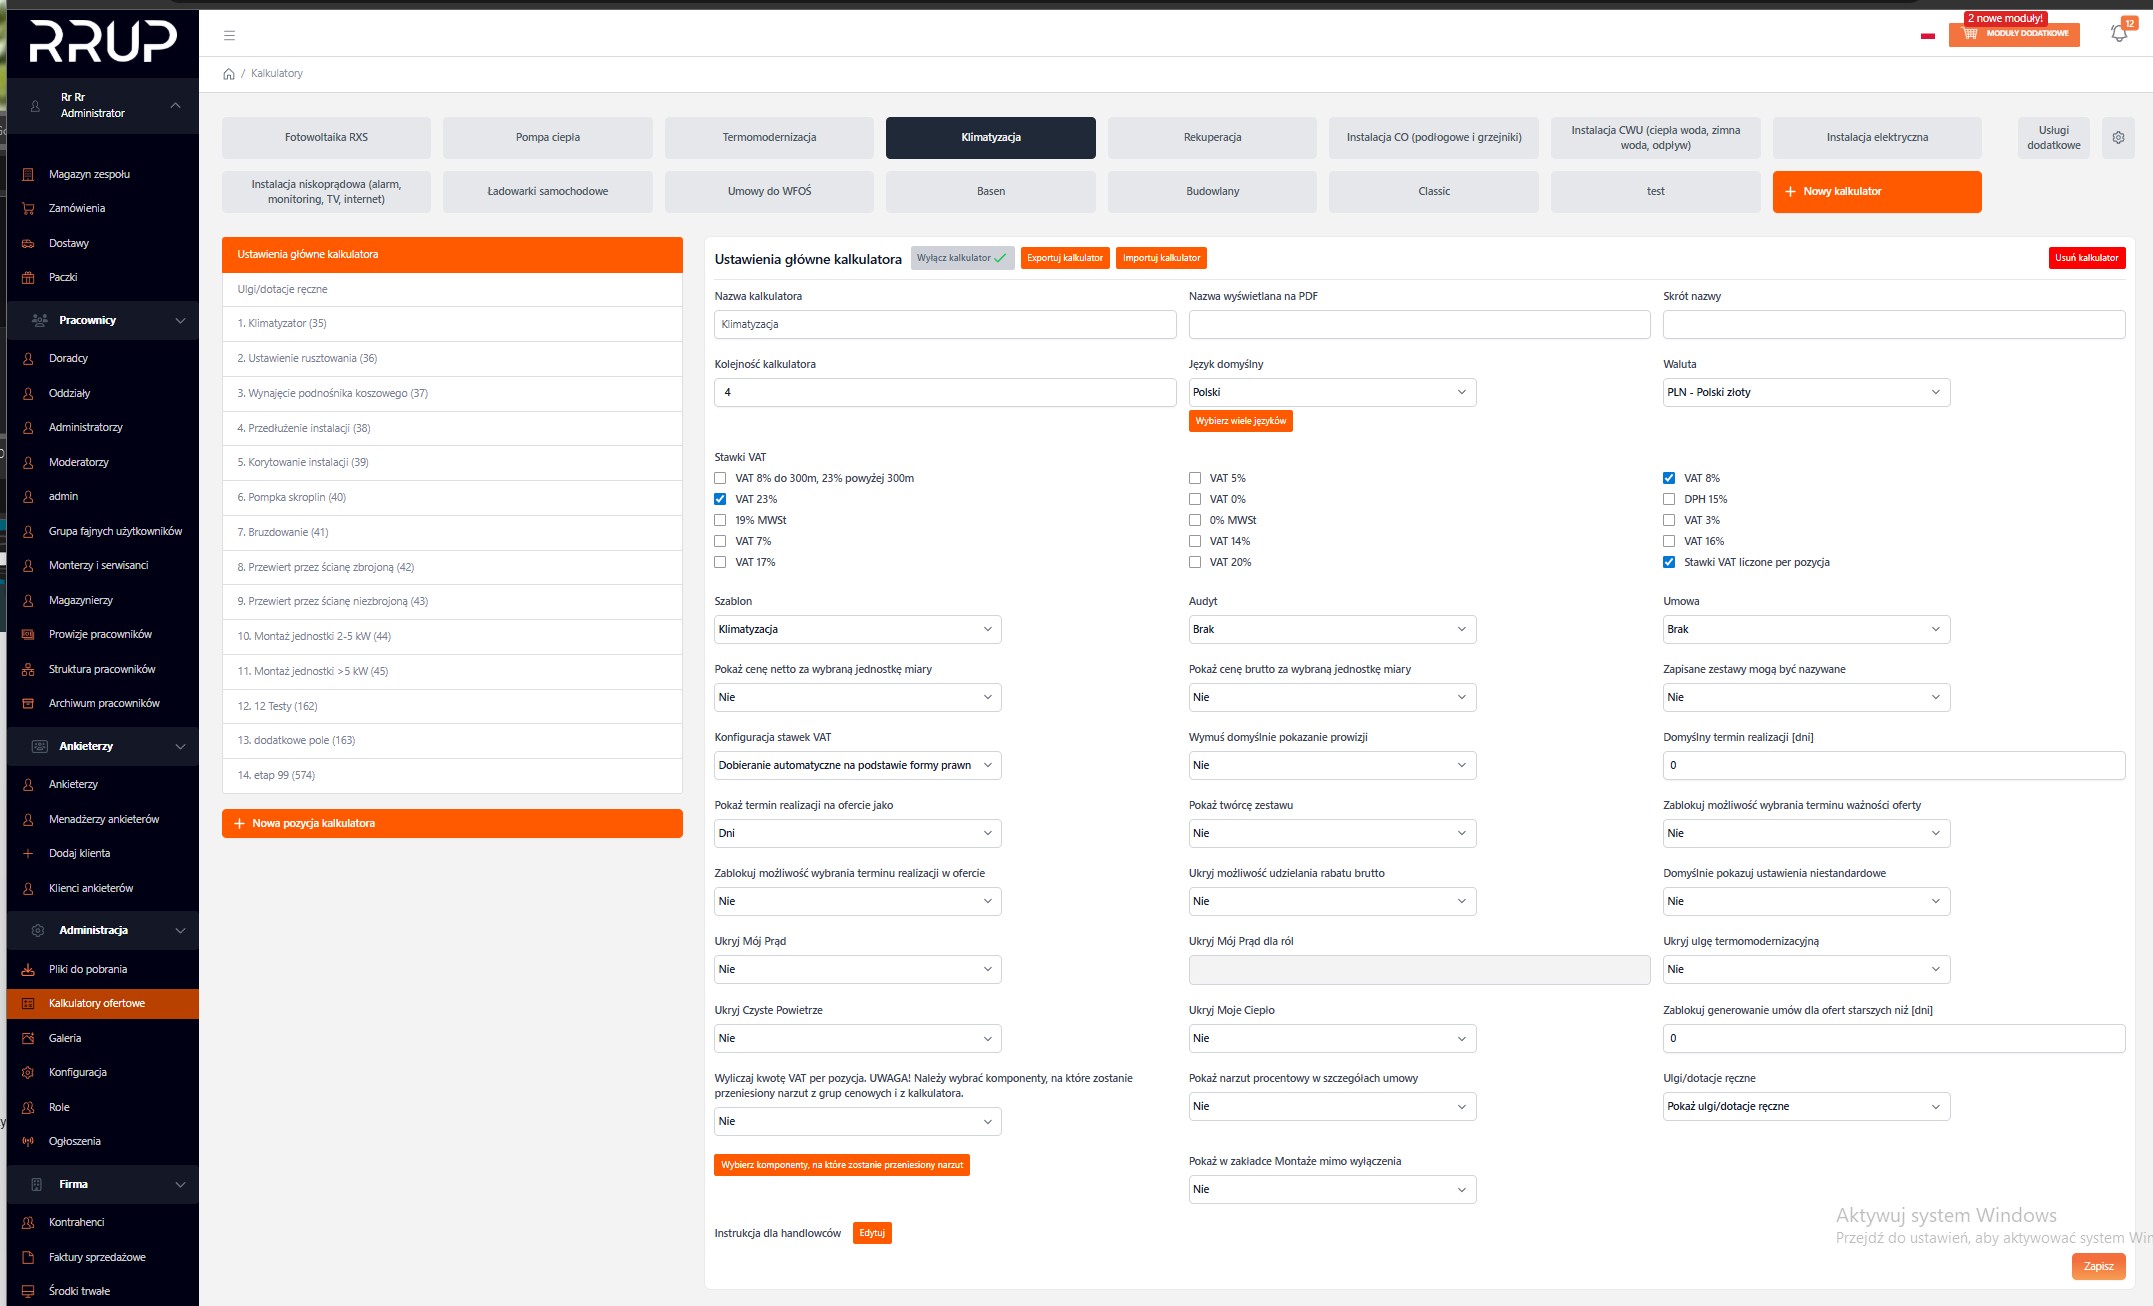 RRUP
2 nowe moduły!
MODUŁY DODATKOWE
12
Rr Rr
Administrator
/ Kalkulatory
Magazyn zespołu
Zamówienia
Dostawy
Paczki
Pracownicy
Doradcy
Oddziały
Administratorzy
Moderatorzy
admin
Grupa fajnych użytkowników
Monterzy i serwisanci
Magazynierzy
Prowizje pracowników
Struktura pracowników
Archiwum pracowników
Ankieterzy
Ankieterzy
Menadżerzy ankieterów
Dodaj klienta
Klienci ankieterów
Administracja
Pliki do pobrania
Kalkulatory ofertowe
Galeria
Konfiguracja
Role
Ogłoszenia
Firma
Kontrahenci
Faktury sprzedażowe
Środki trwałe
Fotowoltaika RXS
Pompa ciepła
Termomodernizacja
Klimatyzacja
Rekuperacja
Instalacja CO (podłogowe i grzejniki)
Instalacja CWU (ciepła woda, zimna
woda, odpływ)
Instalacja elektryczna
Usługi
dodatkowe
Instalacja niskoprądowa (alarm,
monitoring, TV, internet)
Ładowarki samochodowe
Umowy do WFOŚ
Basen
Budowlany
Classic
test
+ Nowy kalkulator
Ustawienia główne kalkulatora
Ulgi/dotacje ręczne
1. Klimatyzator (35)
2. Ustawienie rusztowania (36)
3. Wynajęcie podnośnika koszowego (37)
4. Przedłużenie instalacji (38)
5. Korytowanie instalacji (39)
6. Pompka skroplin (40)
7. Bruzdowanie (41)
8. Przewiert przez ścianę zbrojoną (42)
9. Przewiert przez ścianę niezbrojoną (43)
10. Montaż jednostki 2-5 kW (44)
11. Montaż jednostki >5 kW (45)
12. 12 Testy (162)
13. dodatkowe pole (163)
14. etap 99 (574)
+ Nowa pozycja kalkulatora
Ustawienia główne kalkulatora
Wyłącz kalkulator
Exportuj kalkulator
Importuj kalkulator
Usuń kalkulator
Nazwa kalkulatora
Nazwa wyświetlana na PDF
Skrót nazwy
Klimatyzacja
Kolejność kalkulatora
Język domyślny
Waluta
4
Polski
PLN - Polski złoty
Wybierz wiele języków
Stawki VAT
VAT 8% do 300m, 23% powyżej 300m
VAT 5%
VAT 8%
VAT 23%
VAT 0%
DPH 15%
19% MWSt
0% MWSt
VAT 3%
VAT 7%
VAT 14%
VAT 16%
VAT 17%
VAT 20%
Stawki VAT liczone per pozycja
Szablon
Audyt
Umowa
Klimatyzacja
Brak
Brak
Pokaż cenę netto za wybraną jednostkę miary
Pokaż cenę brutto za wybraną jednostkę miary
Zapisane zestawy mogą być nazywane
Nie
Nie
Nie
Konfiguracja stawek VAT
Wymuś domyślnie pokazanie prowizji
Domyślny termin realizacji [dni]
Dobieranie automatyczne na podstawie formy prawn
Nie
0
Pokaż termin realizacji na ofercie jako
Pokaż twórcę zestawu
Zablokuj możliwość wybrania terminu ważności oferty
Dni
Nie
Nie
Zablokuj możliwość wybrania terminu realizacji w ofercie
Ukryj możliwość udzielania rabatu brutto
Domyślnie pokazuj ustawienia niestandardowe
Nie
Nie
Nie
Ukryj Mój Prąd
Ukryj Mój Prąd dla ról
Ukryj ulgę termomodernizacyjną
Nie
Nie
Ukryj Czyste Powietrze
Ukryj Moje Ciepło
Zablokuj generowanie umów dla ofert starszych niż [dni]
Nie
Nie
0
Wyliczaj kwotę VAT per pozycja. UWAGA! Należy wybrać komponenty, na które zostanie
przeniesiony narzut z grup cenowych i z kalkulatora.
Pokaż narzut procentowy w szczegółach umowy
Ulgi/dotacje ręczne
Nie
Nie
Pokaż ulgi/dotacje ręczne
Wybierz komponenty, na które zostanie przeniesiony narzut
Pokaż w zakładce Montaże mimo wyłączenia
Nie
Instrukcja dla handlowców
Edytuj
Aktywuj system Windows
Przejdź do ustawień, aby aktywować system Win
Zapisz